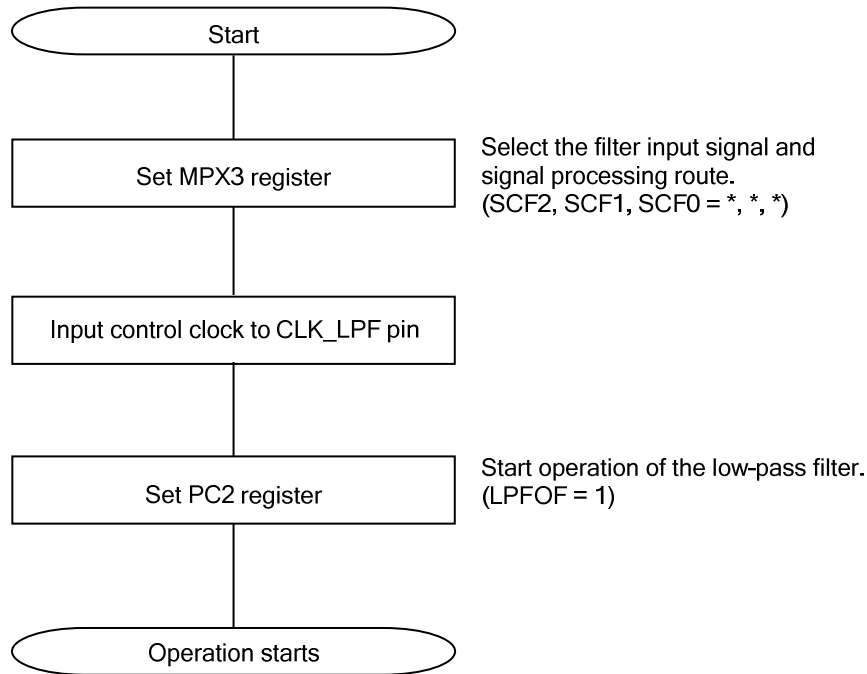 Start
Set MPX3 register
Select the filter input signal and
signal processing route.
(SCF2, SCF1, SCF0 = *, *, *)
Input control clock to CLK_LPF pin
Set PC2 register
Start operation of the low-pass filter.
(LPFOF = 1)
Operation starts